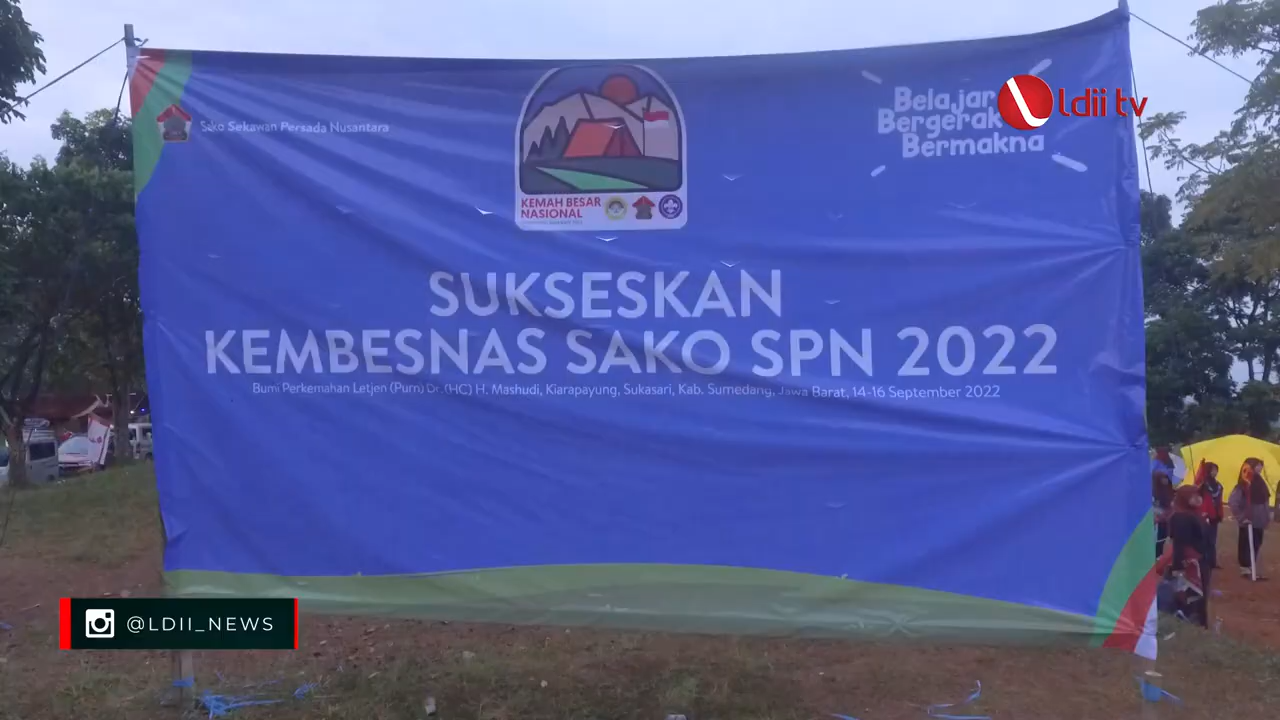 Sako Sekawan Persada Nusantara
KEMAH BESAR
NASIONAL
Belajar
Bergerak
Bermakna
ldii tv
SUKSESKAN
KEMBESNAS SAKO SPN 2022
Bumi Perkemahan Letjen (Purn) Dr. (HC) H. Mashudi, Kiarapayung, Sukasari, Kab. Sumedang, Jawa Barat, 14-16 September 2022
@LDII_NEWS